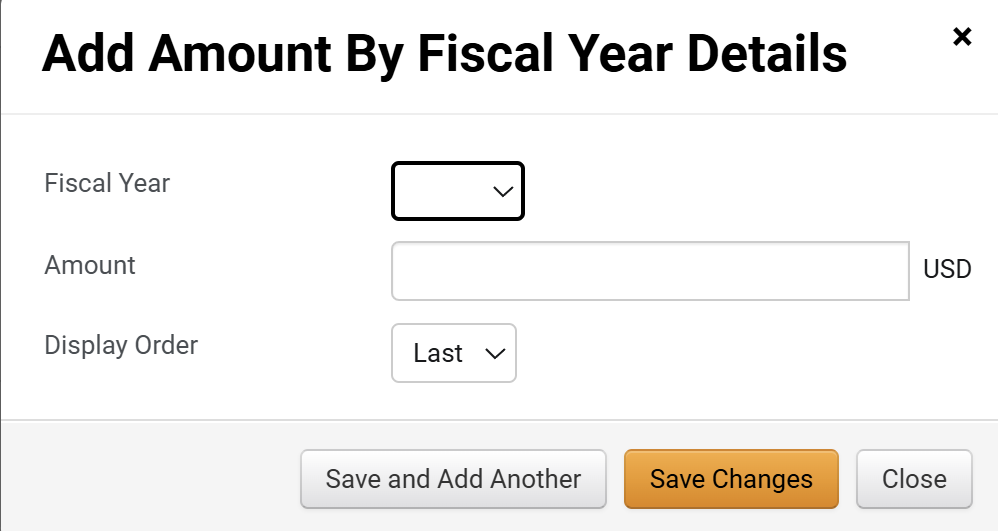 Add Amount By Fiscal Year Details
Fiscal Year
Amount
USD
Display Order
Last
Save and Add Another
Save Changes
Close